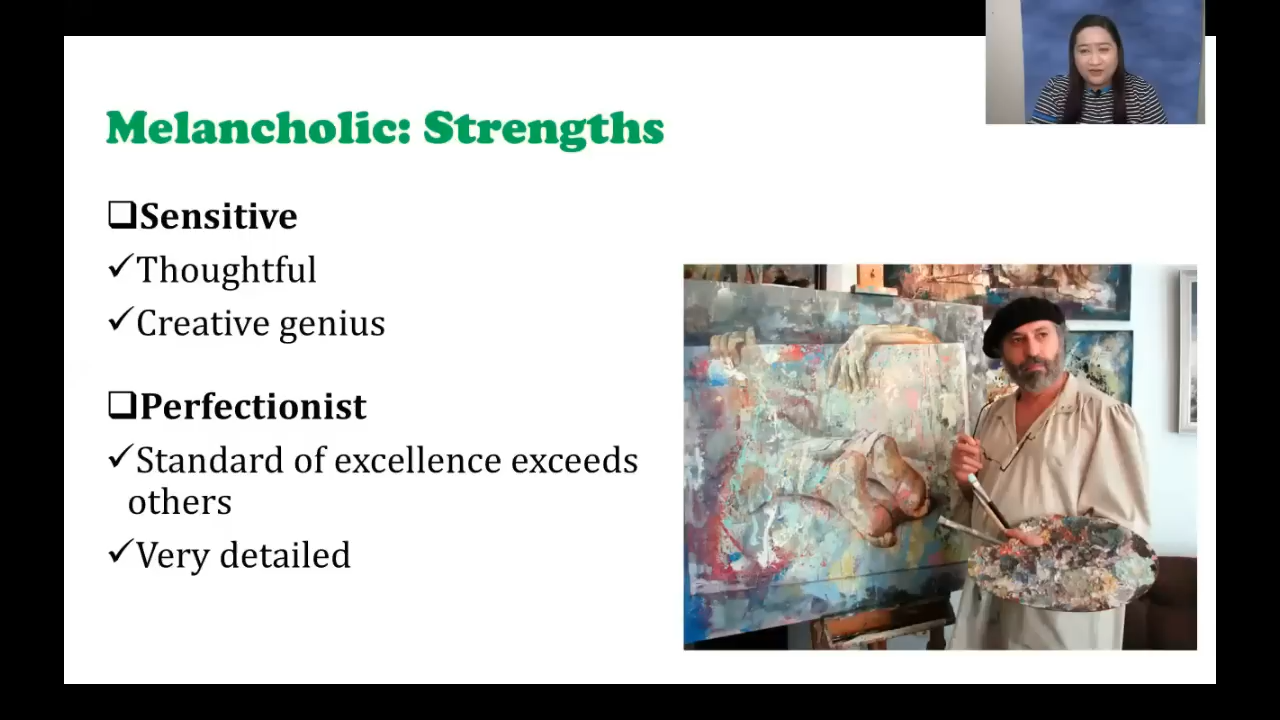 Melancholic: Strengths
❑Sensitive
✓Thoughtful
✓Creative genius
❑Perfectionist
✓Standard of excellence exceeds
others
✓Very detailed